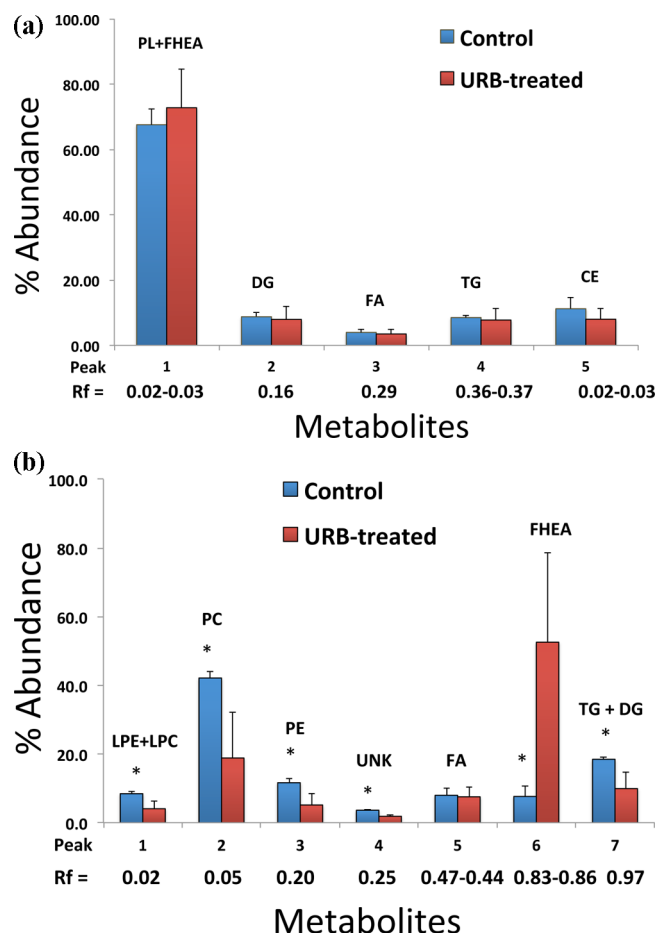 (a)
PL+FHEA
Control
URB-treated
% Abundance
100.00
80.00
60.00
40.00
20.00
0.00
DG
FA
TG
CE
Peak 1 2 3 4 5
Rf = 0.02-0.03 0.16 0.29 0.36-0.37 0.02-0.03
Metabolites
(b)
Control
URB-treated
% Abundance
100.0
80.0
60.0
40.0
20.0
0.0
FHEA
PC
*
TG + DG
*
PE
*
LPE+LPC
*
UNK
*
FA
*
Peak 1 2 3 4 5 6 7
Rf = 0.02 0.05 0.20 0.25 0.47-0.44 0.83-0.86 0.97
Metabolites